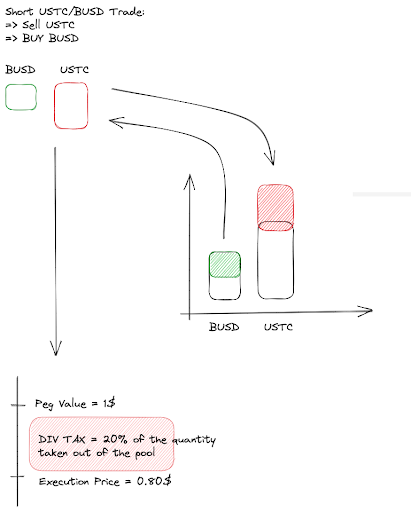 Short USTC/BUSD Trade:
=> Sell USTC
=> BUY BUSD
BUSD USTC
BUSD USTC
Peg Value = 1$
DIV TAX = 20% of the quantity
taken out of the pool
Execution Price = 0.80$